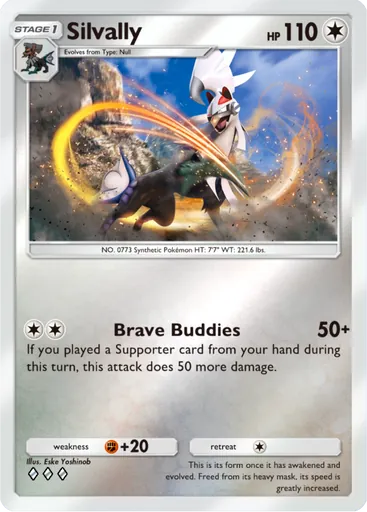 STAGE 1
Silvally
HP 110
Evolves from Type: Null
NO. 0773 Synthetic Pokémon HT: 7'7" WT: 221.6 lbs.
Brave Buddies 50+
If you played a Supporter card from your hand during
this turn, this attack does 50 more damage.
weakness +20 retreat
Illus. Eske Yoshinob
This is its form once it has awakened and
evolved. Freed from its heavy mask, its speed is
greatly increased.